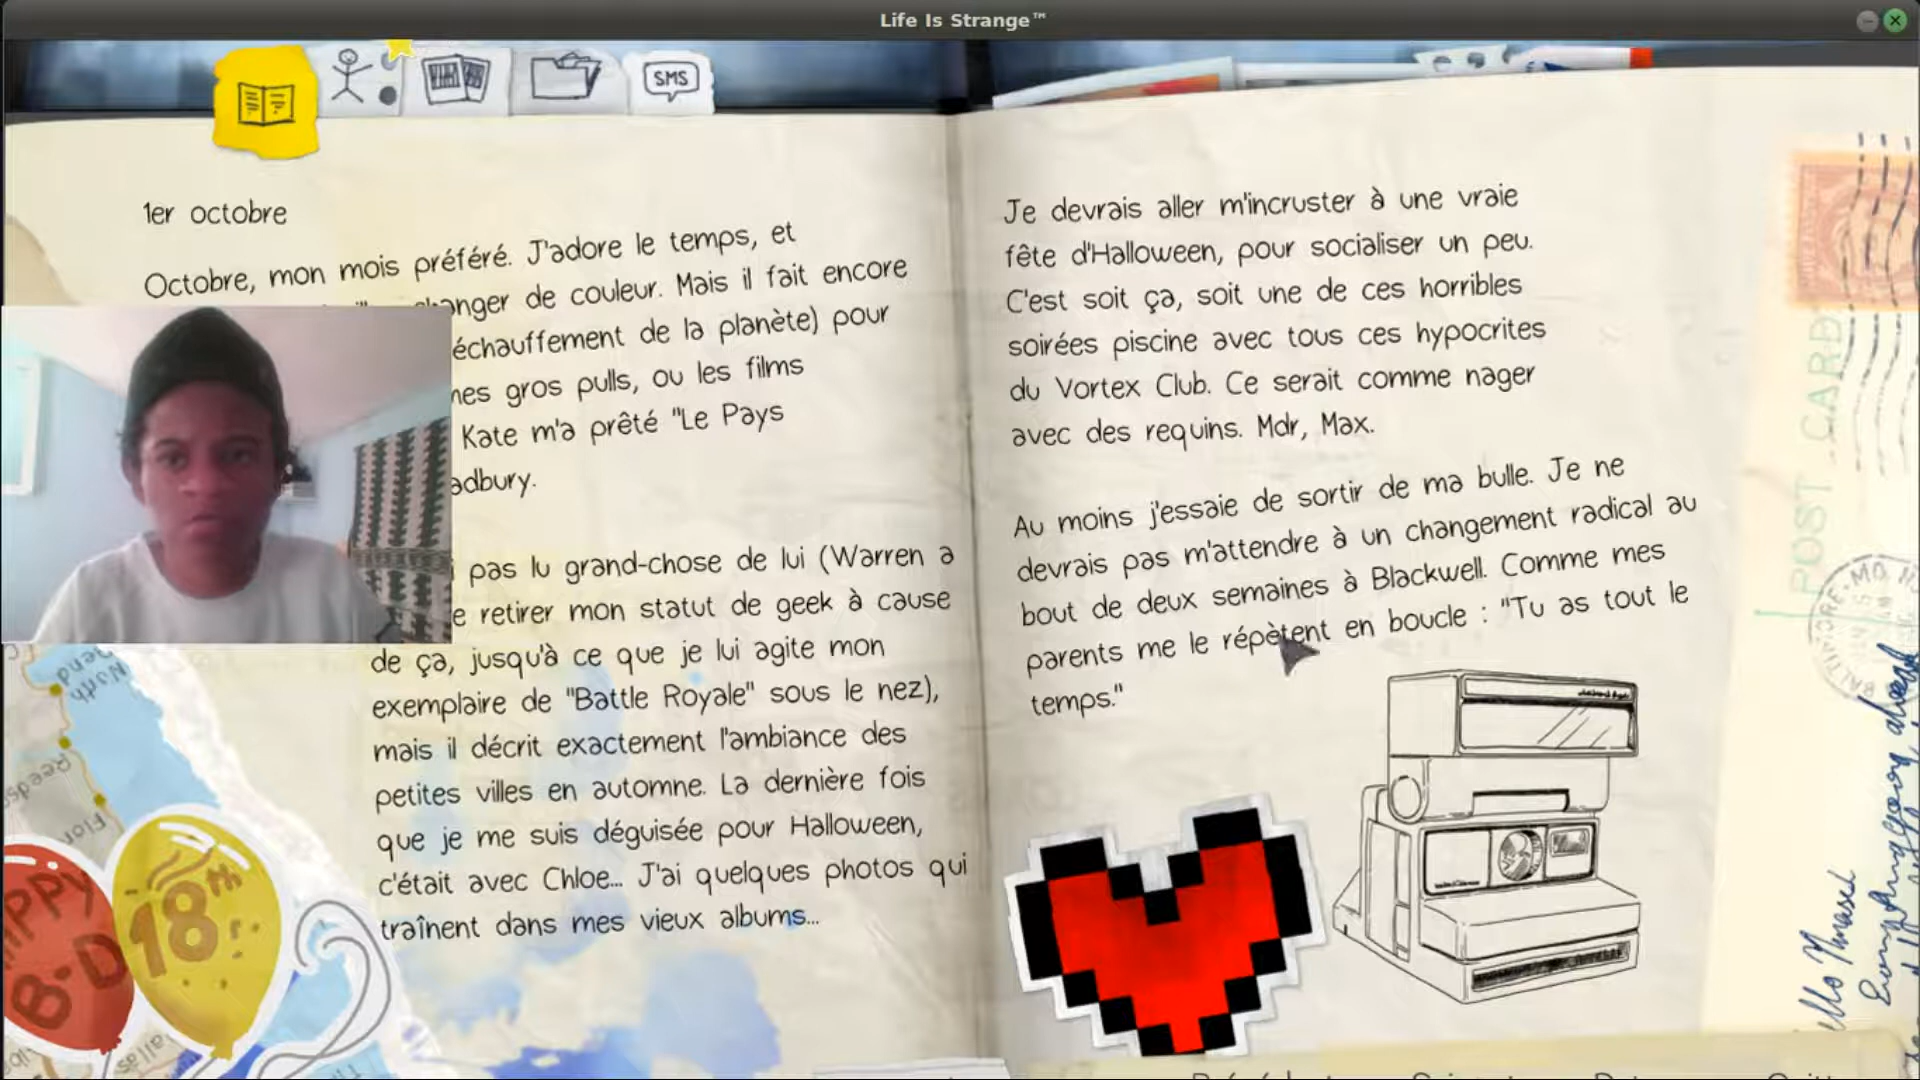 Life Is Strange™
SMS
1er octobre
Octobre, mon mois préféré. J'adore le temps, et
changer de couleur. Mais il fait encore
échauffement de la planète) pour
mes gros pulls, ou les films
Kate m'a prêté "Le Pays
adbury.
pas lu grand-chose de lui (Warren a
retirer mon statut de geek à cause
de ça, jusqu'à ce que je lui agite mon
exemplaire de "Battle Royale" sous le nez),
mais il décrit exactement l'ambiance des
petites villes en automne. La dernière fois
que je me suis déguisée pour Halloween,
c'était avec Chloe... J'ai quelques photos qui
traînent dans mes vieux albums...
Je devrais aller m'incruster à une vraie
fête d'Halloween, pour socialiser un peu.
C'est soit ça, soit une de ces horribles
soirées piscine avec tous ces hypocrites
du Vortex Club. Ce serait comme nager
avec des requins. Mdr, Max.
Au moins j'essaie de sortir de ma bulle. Je ne
devrais pas m'attendre à un changement radical au
bout de deux semaines à Blackwell. Comme mes
parents me le répètent en boucle : "Tu as tout le
temps."
POST CARD
18th
B-D